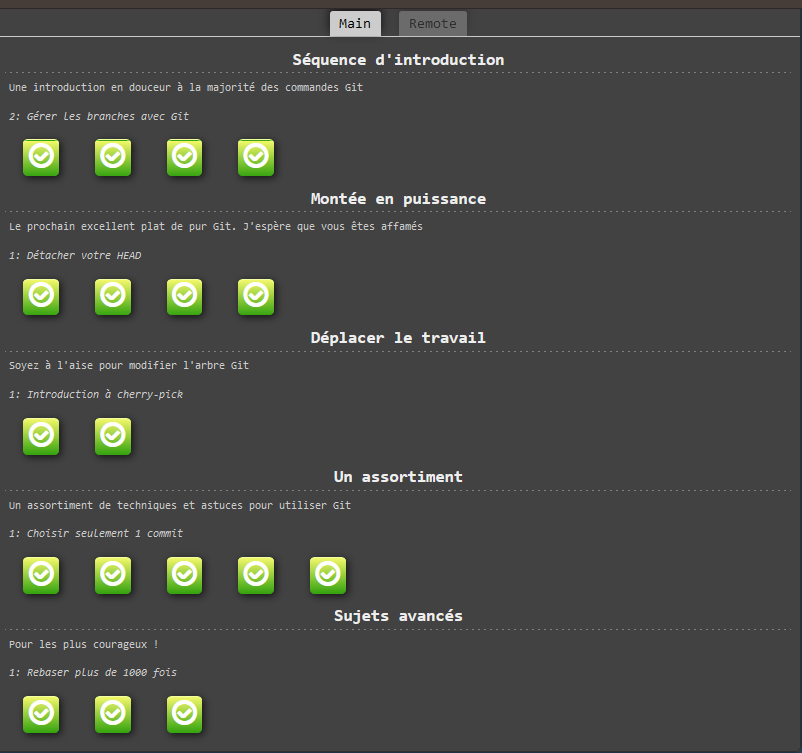 Main Remote
Séquence d'introduction
Une introduction en douceur à la majorité des commandes Git
2: Gérer les branches avec Git
Montée en puissance
Le prochain excellent plat de pur Git. J'espère que vous êtes affamés
1: Détacher votre HEAD
Déplacer le travail
Soyez à l'aise pour modifier l'arbre Git
1: Introduction à cherry-pick
Un assortiment
Un assortiment de techniques et astuces pour utiliser Git
1: Choisir seulement 1 commit
Sujets avancés
Pour les plus courageux !
1: Rebaser plus de 1000 fois